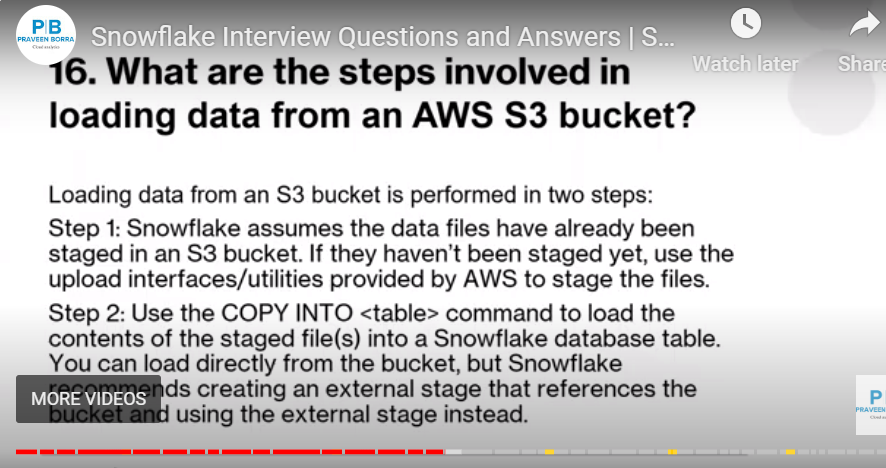 P|B
PRAVEEN BORRA
Cloud Analytics
Snowflake Interview Questions and Answers | S...
Watch later
Share
16. What are the steps involved in
loading data from an AWS S3 bucket?
Loading data from an S3 bucket is performed in two steps:
Step 1: Snowflake assumes the data files have already been
staged in an S3 bucket. If they haven't been staged yet, use the
upload interfaces/utilities provided by AWS to stage the files.
Step 2: Use the COPY INTO <table> command to load the
contents of the staged file(s) into a Snowflake database table.
You can load directly from the bucket, but Snowflake
recommends creating an external stage that references the
bucket and using the external stage instead.
MORE VIDEOS
P
PRAVEEN